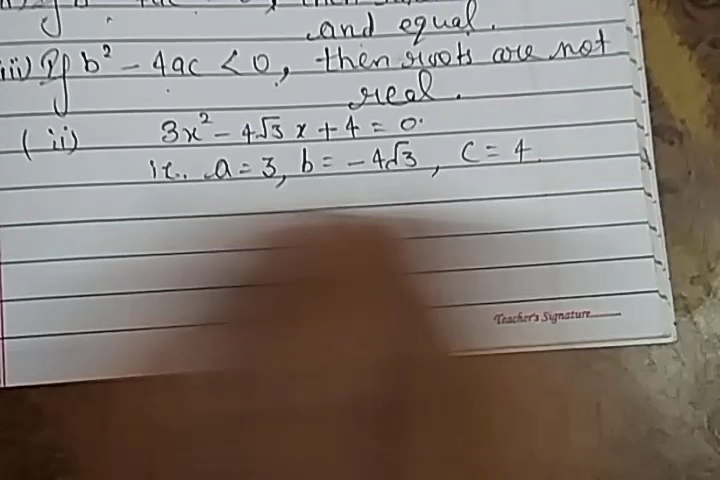 and equal.
iii) If b² - 4ac < 0, then roots are not
real.
(ii) 3x² - 4√3 x + 4 = 0.
i.e. a = 3, b = -4√3, c = 4
Teacher's Signature..........